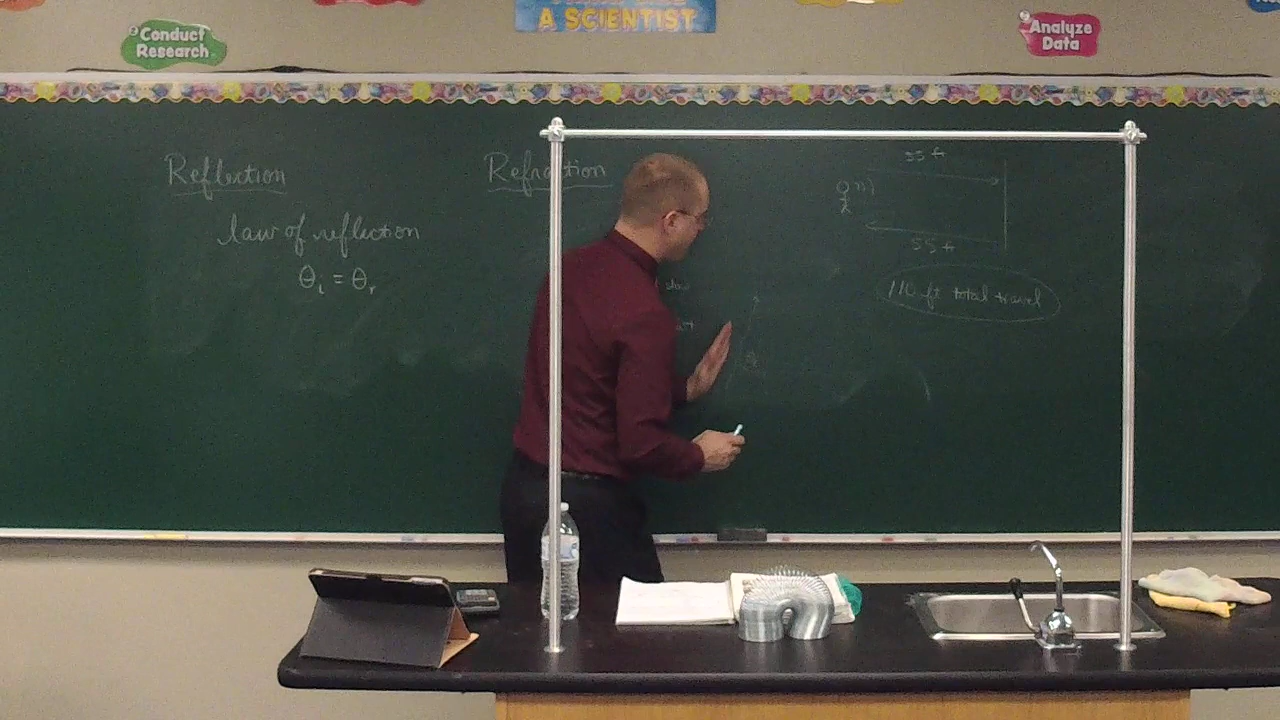 Conduct
Research
A SCIENTIST
Analyze
Data
Reflection
law of reflection
θi = θr
Refraction
slow
55 ft
55 ft
110 ft total travel